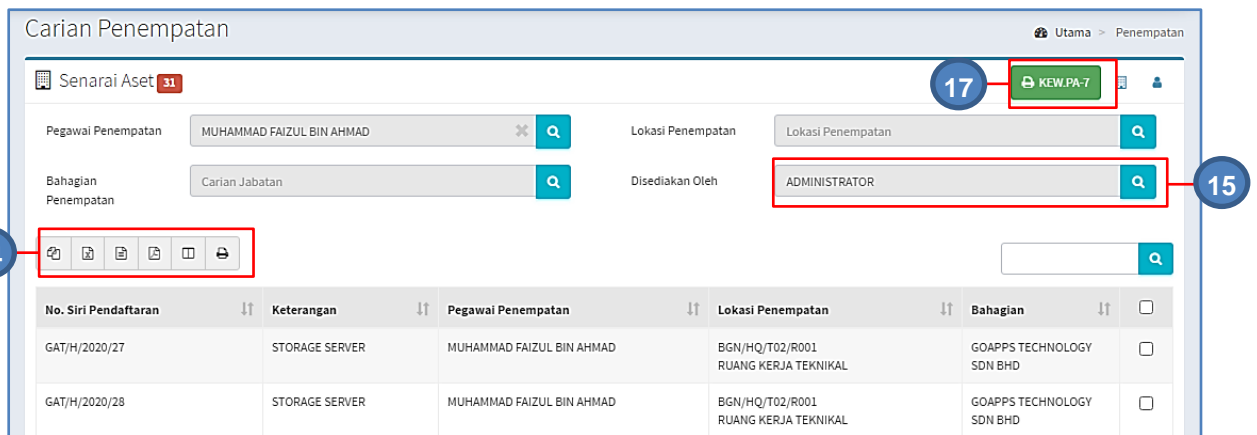 Carian Penempatan
Utama > Penempatan
Senarai Aset 31
17
KEW.PA-7
Pegawai Penempatan
MUHAMMAD FAIZUL BIN AHMAD
Lokasi Penempatan
Lokasi Penempatan
Bahagian
Penempatan
Carian Jabatan
Disediakan Oleh
ADMINISTRATOR
15
No. Siri Pendaftaran Keterangan Pegawai Penempatan Lokasi Penempatan Bahagian
GAT/H/2020/27 STORAGE SERVER MUHAMMAD FAIZUL BIN AHMAD BGN/HQ/T02/R001 GOAPPS TECHNOLOGY
RUANG KERJA TEKNIKAL SDN BHD
GAT/H/2020/28 STORAGE SERVER MUHAMMAD FAIZUL BIN AHMAD BGN/HQ/T02/R001 GOAPPS TECHNOLOGY
RUANG KERJA TEKNIKAL SDN BHD